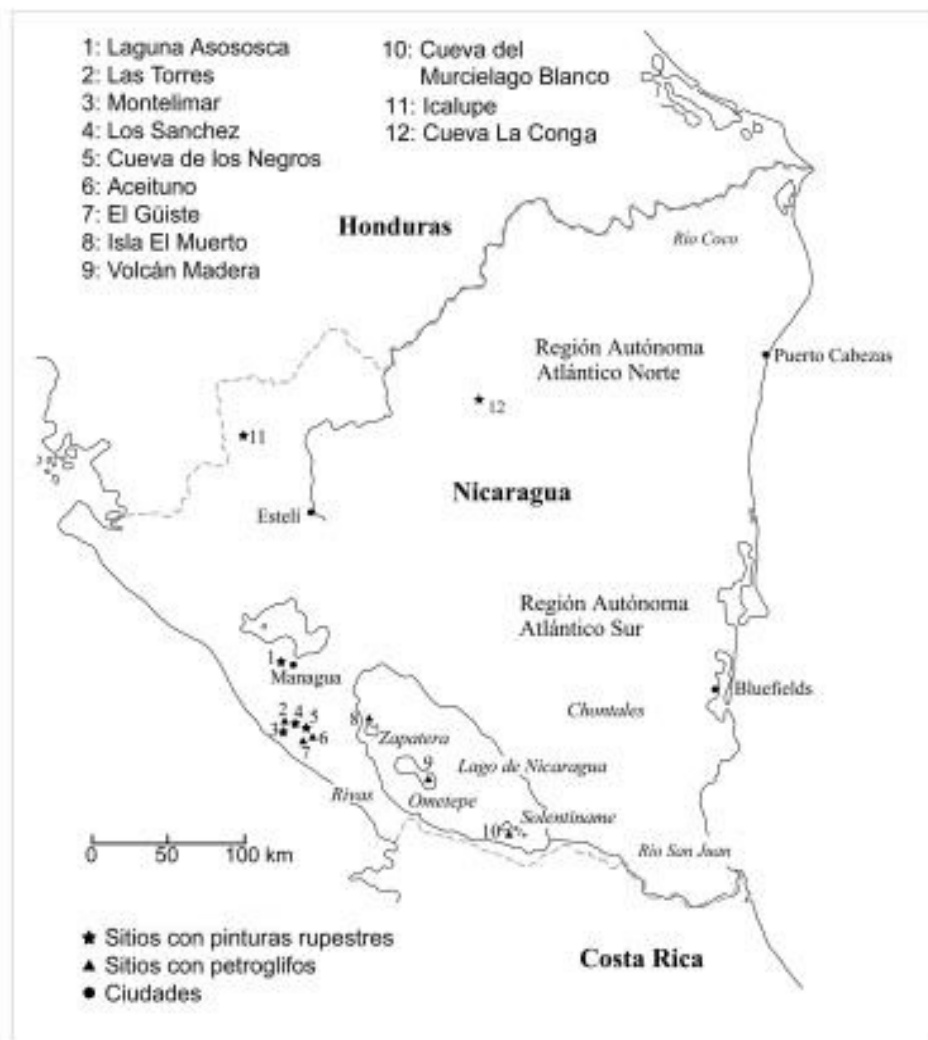 1: Laguna Asososca
2: Las Torres
3: Montelimar
4: Los Sanchez
5: Cueva de los Negros
6: Aceituno
7: El Güiste
8: Isla El Muerto
9: Volcán Madera
10: Cueva del
Murcielago Blanco
11: Icalupe
12: Cueva La Conga
Honduras
Río Coco
Región Autónoma
Atlántico Norte
Puerto Cabezas
12
11
Nicaragua
Estelí
Región Autónoma
Atlántico Sur
1
Managua
Bluefields
Chontales
2 4 5
3 6
7
8
Zapatera
9
Lago de Nicaragua
Rivas
Ometepe
Solentiname
10
Río San Juan
0 50 100 km
Costa Rica
Sitios con pinturas rupestres
Sitios con petroglifos
Ciudades